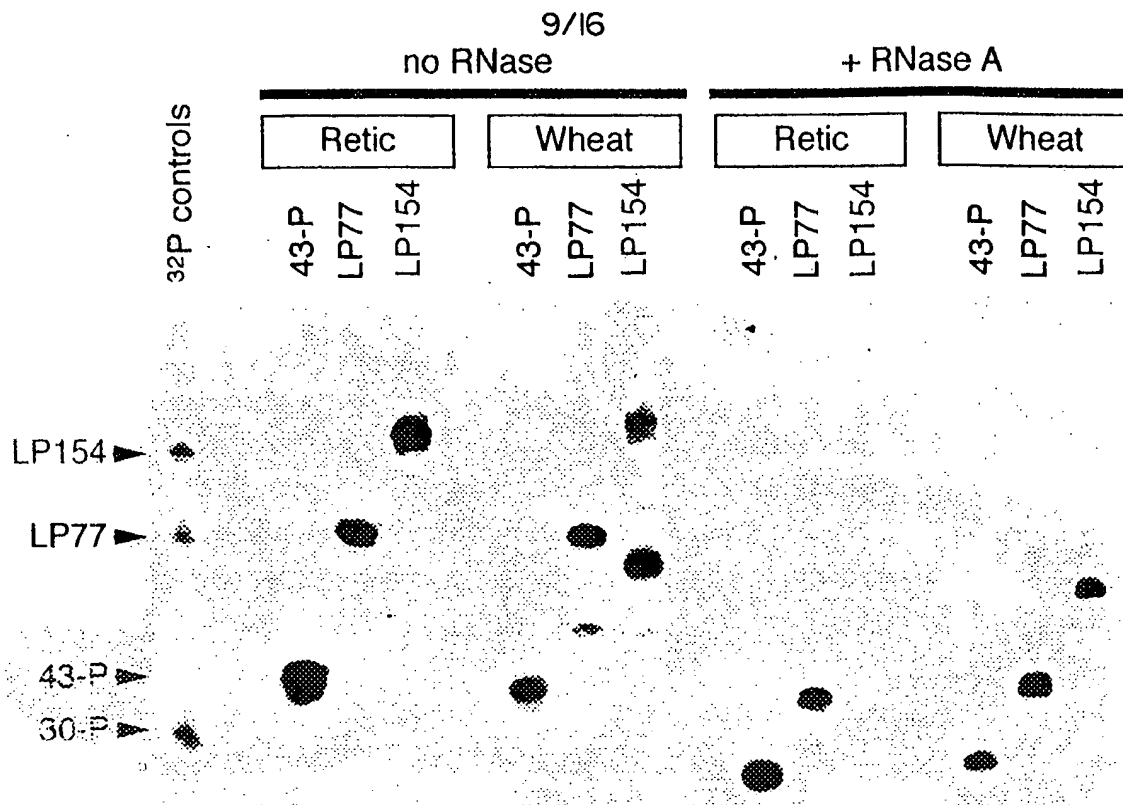 9/16
no RNase + RNase A
Retic Wheat Retic Wheat
32P controls
43-P
LP77
LP154
43-P
LP77
LP154
43-P
LP77
LP154
43-P
LP77
LP154
LP154
LP77
43-P
30-P